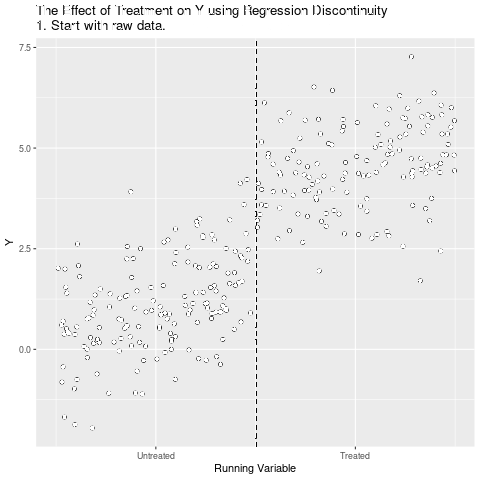 The Effect of Treatment on Y using Regression Discontinuity
1. Start with raw data.
7.5
5.0
2.5
0.0
Y
Untreated
Treated
Running Variable